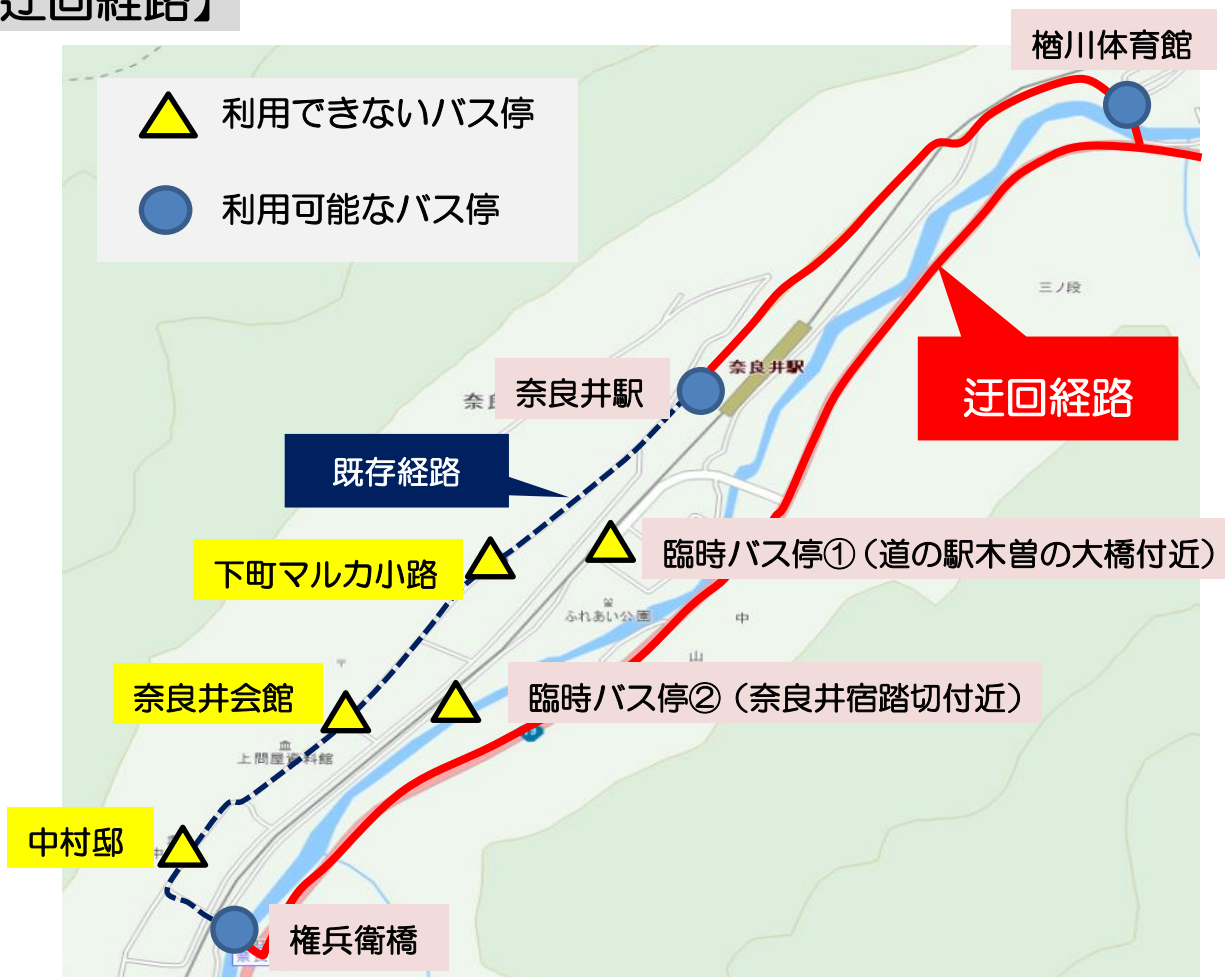 迂回経路】
楢川体育館
利用できないバス停
利用可能なバス停
三ノ段
奈良井駅
奈良井駅
奈良
迂回経路
既存経路
臨時バス停①（道の駅木曽の大橋付近）
下町マルカ小路
ふれあい公園
中
山
奈良井会館
臨時バス停②（奈良井宿踏切付近）
上問屋資料館
中村邸
権兵衛橋